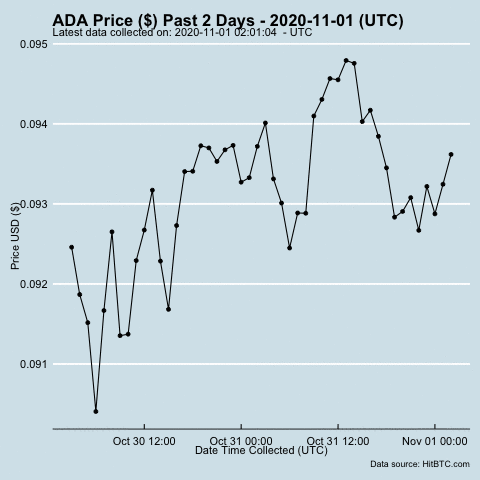 ADA Price ($) Past 2 Days - 2020-11-01 (UTC)
Latest data collected on: 2020-11-01 02:01:04  - UTC
0.095
0.094
0.093
0.092
0.091
Price USD ($)
Oct 30 12:00
Oct 31 00:00
Oct 31 12:00
Nov 01 00:00
Date Time Collected (UTC)
Data source: HitBTC.com